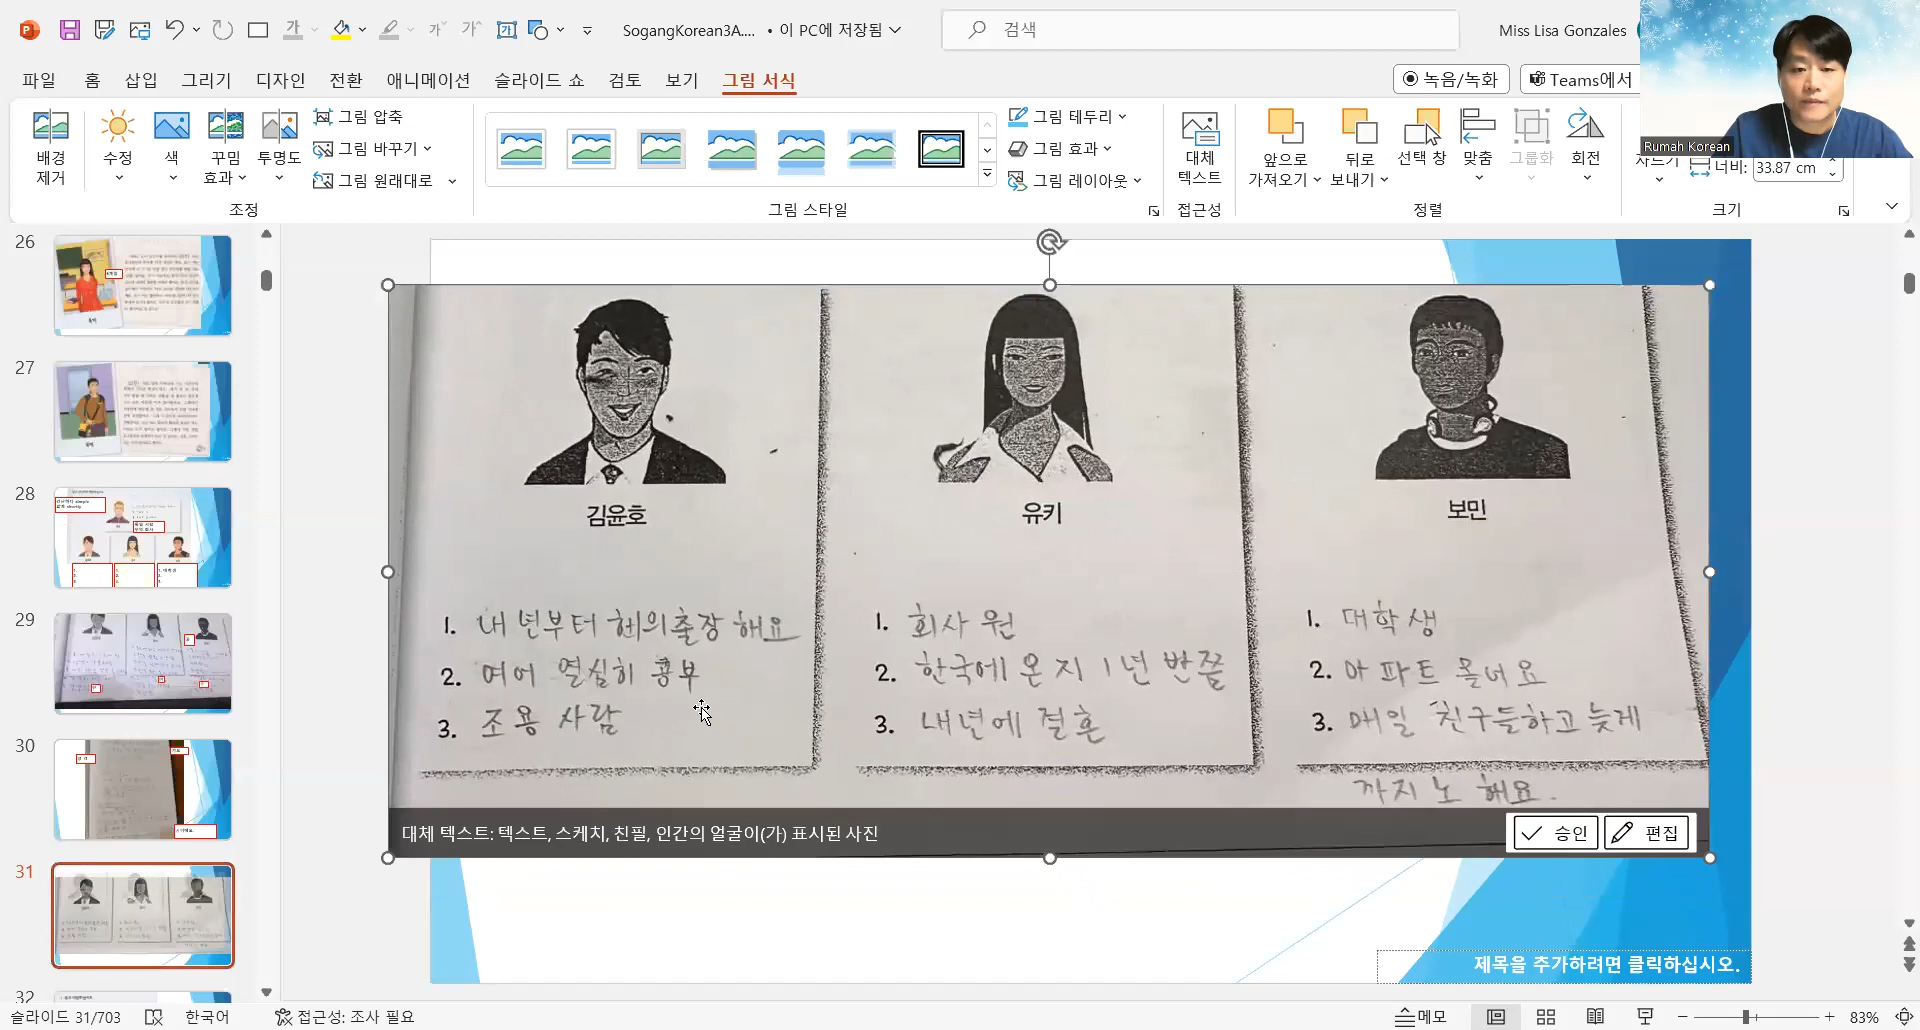 SogangKorean3A.... • 이 PC에 저장됨
검색
Miss Lisa Gonzales
파일 홈 삽입 그리기 디자인 전환 애니메이션 슬라이드 쇼 검토 보기 그림 서식
녹음/녹화
Teams에서
Rumah Korean
배경 제거
수정
색
꾸밈 효과
투명도
그림 압축
그림 바꾸기
그림 원래대로
조정
그림 스타일
그림 테두리
그림 효과
그림 레이아웃
대체 텍스트
접근성
앞으로 가져오기
뒤로 보내기
선택 창
맞춤
그룹화
회전
정렬
자르기
너비: 33.87 cm
크기
26
27
28
29
30
31
32
김윤호
1. 내년부터 해외출장 해요
2. 여어 열심히 공부
3. 조용 사람
유키
1. 회사원
2. 한국에 온 지 1년 반쯤
3. 내년에 결혼
보민
1. 대학생
2. 아파트
3. 매일 친구들하고 늦게
까지 노 해요.
대체 텍스트: 텍스트, 스케치, 친필, 인간의 얼굴이(가) 표시된 사진
승인
편집
제목을 추가하려면 클릭하십시오.
슬라이드 31/703
한국어
접근성: 조사 필요
메모
83%